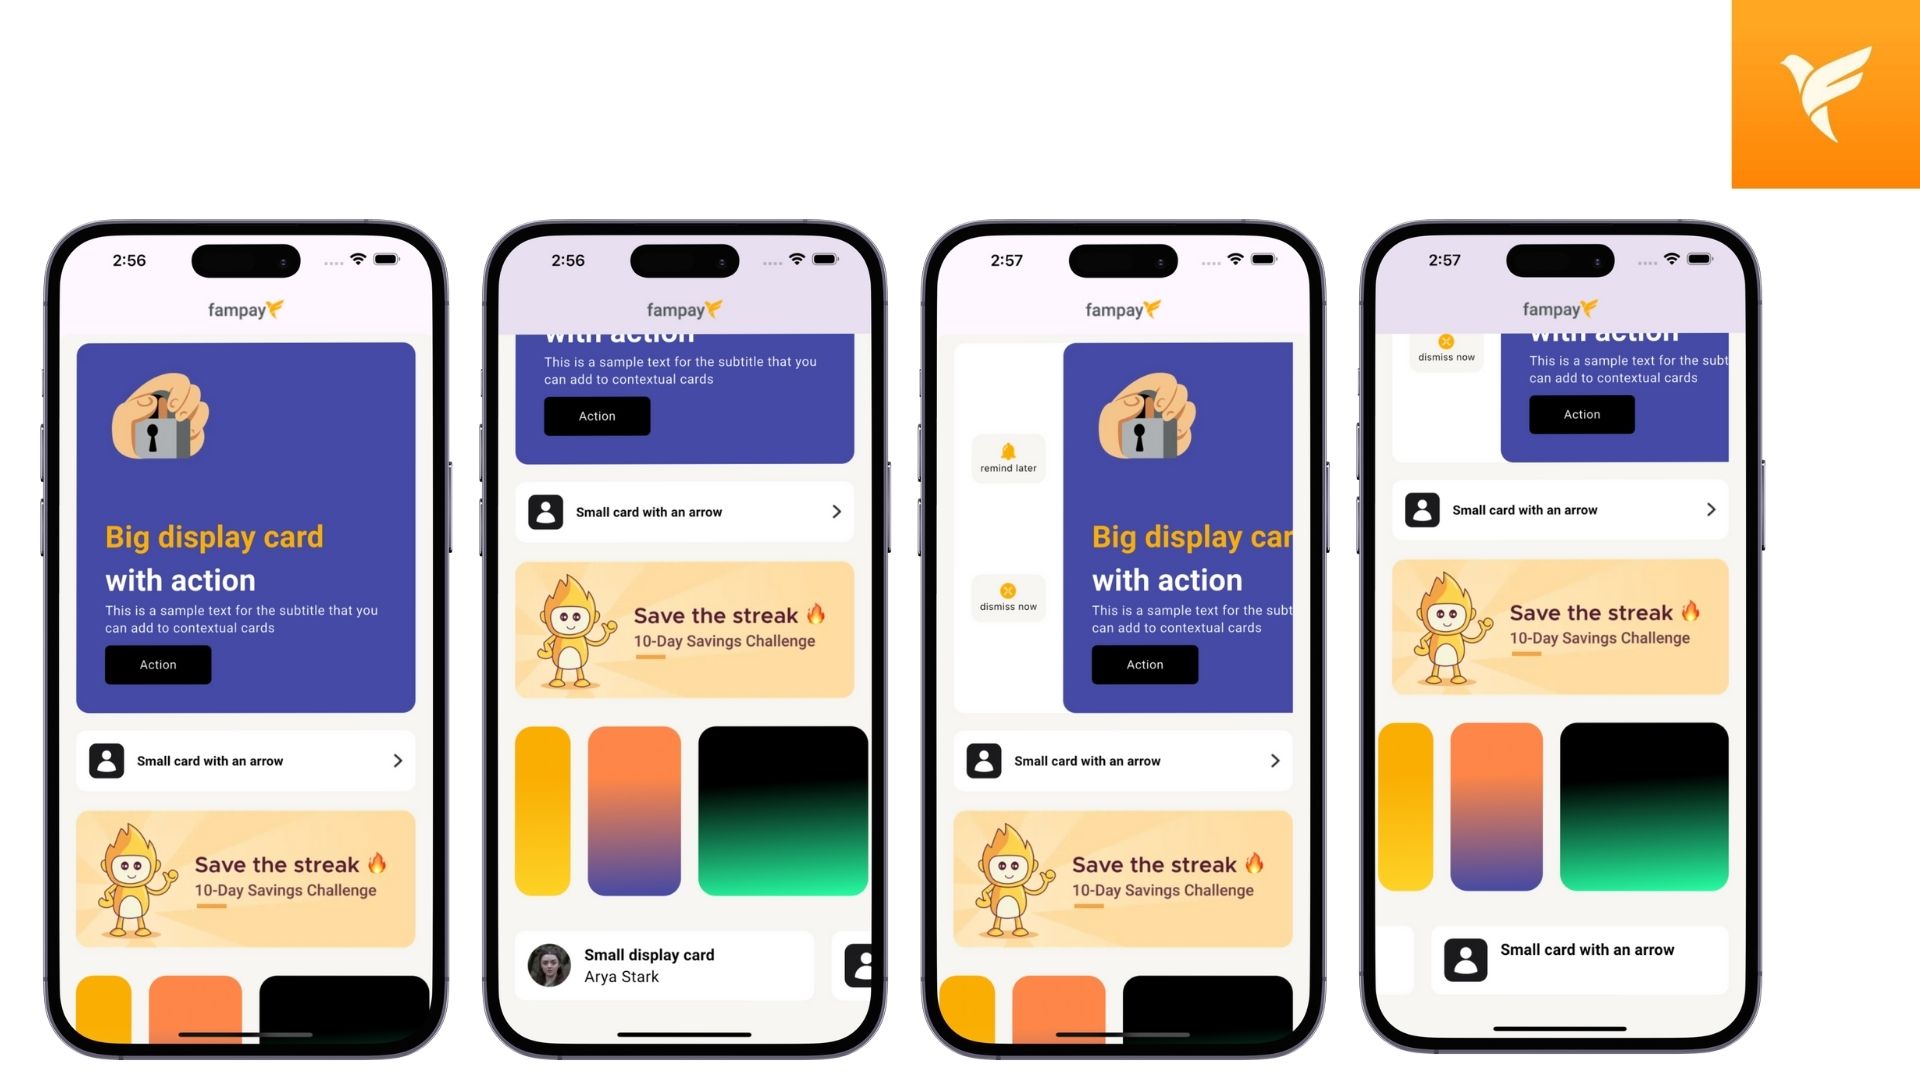 2:56
fampay
Big display card
with action
This is a sample text for the subtitle that you
can add to contextual cards
Action
Small card with an arrow
Save the streak 🔥
10-Day Savings Challenge
2:56
fampay
with action
This is a sample text for the subtitle that you
can add to contextual cards
Action
Small card with an arrow
Save the streak 🔥
10-Day Savings Challenge
Small display card
Arya Stark
2:57
fampay
remind later
dismiss now
Big display car
with action
This is a sample text for the subt
can add to contextual cards
Action
Small card with an arrow
Save the streak 🔥
10-Day Savings Challenge
2:57
fampay
dismiss now
with action
This is a sample text for the subt
can add to contextual cards
Action
Small card with an arrow
Save the streak 🔥
10-Day Savings Challenge
Small card with an arrow